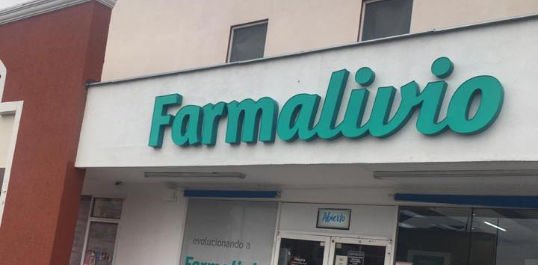 Farmalivio
Abierto
evolucionando a